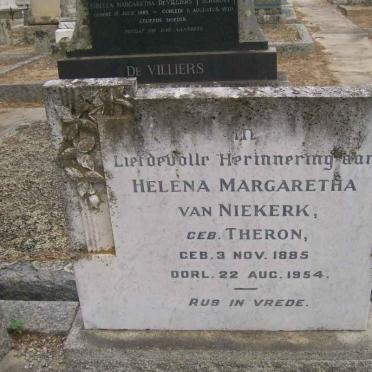 DE VILLIERS
IN
Liefdevolle Herinnering aan
HELENA MARGARETHA
VAN NIEKERK,
GEB. THERON,
GEB. 3 NOV. 1885
OORL. 22 AUG. 1954.
RUS IN VREDE.